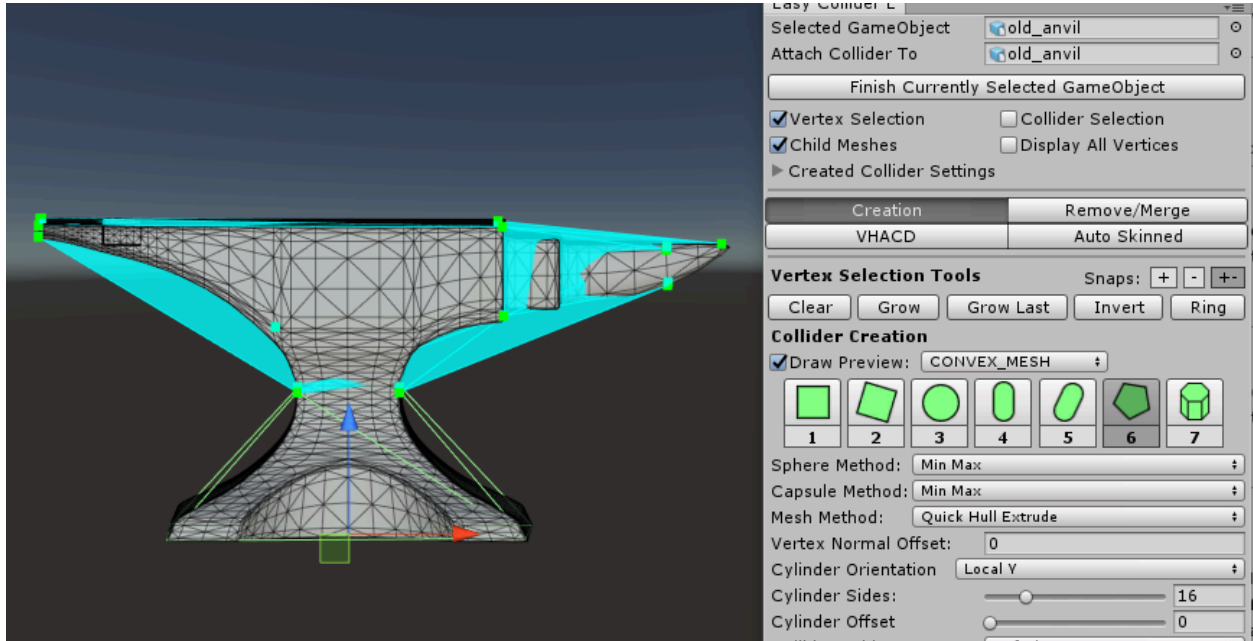 Easy Collider E
Selected GameObject old_anvil
Attach Collider To old_anvil
Finish Currently Selected GameObject
Vertex Selection Collider Selection
Child Meshes Display All Vertices
Created Collider Settings
Creation Remove/Merge
VHACD Auto Skinned
Vertex Selection Tools Snaps: + - +-
Clear Grow Grow Last Invert Ring
Collider Creation
Draw Preview: CONVEX_MESH
1 2 3 4 5 6 7
Sphere Method: Min Max
Capsule Method: Min Max
Mesh Method: Quick Hull Extrude
Vertex Normal Offset: 0
Cylinder Orientation Local Y
Cylinder Sides: 16
Cylinder Offset 0